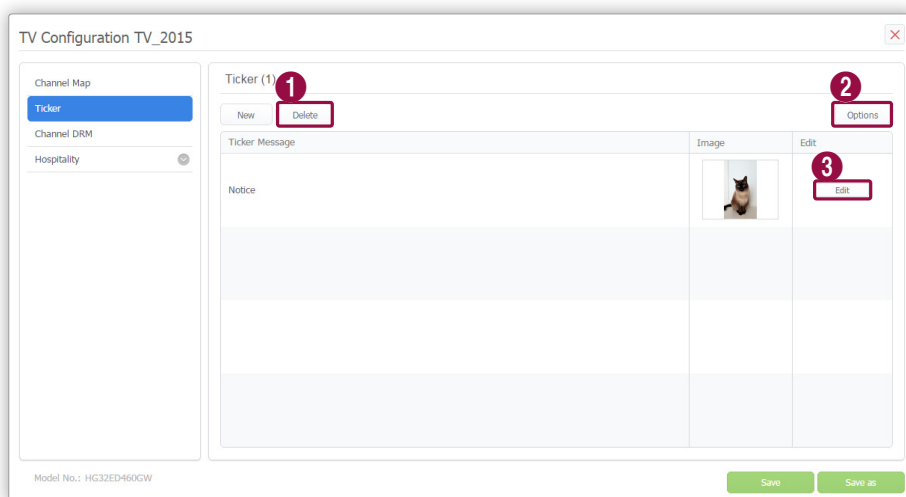 TV Configuration TV_2015
Channel Map
Ticker
Channel DRM
Hospitality
Ticker (1)
1
2
New Delete Options
Ticker Message Image Edit
3
Notice Edit
Model No.: HG32ED460GW
Save Save as